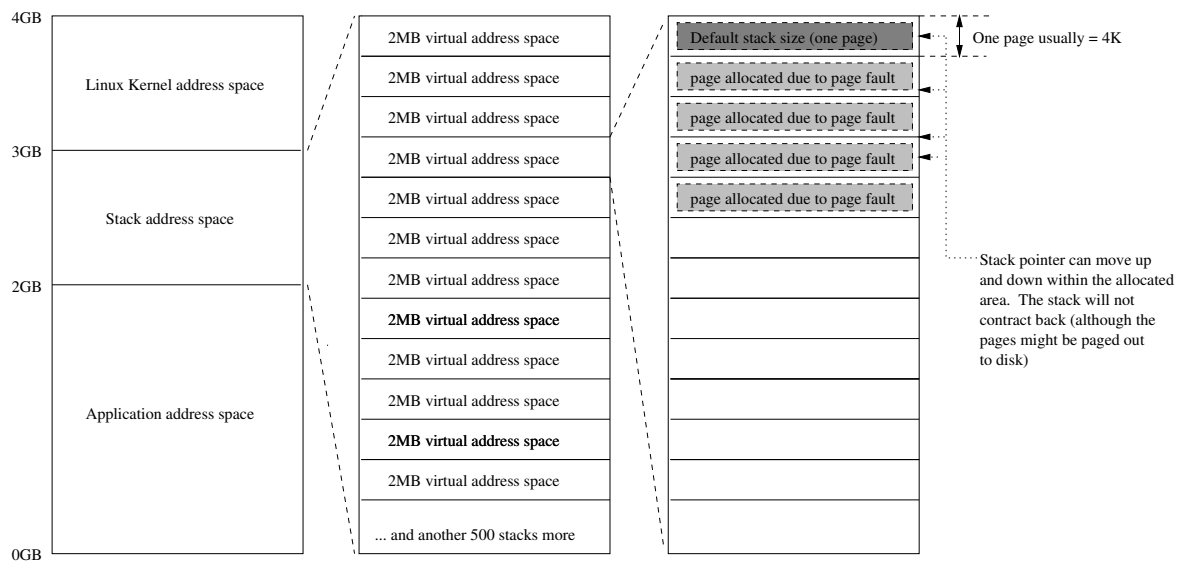 4GB
Linux Kernel address space
3GB
Stack address space
2GB
Application address space
0GB
2MB virtual address space
2MB virtual address space
2MB virtual address space
2MB virtual address space
2MB virtual address space
2MB virtual address space
2MB virtual address space
2MB virtual address space
2MB virtual address space
2MB virtual address space
2MB virtual address space
2MB virtual address space
... and another 500 stacks more
Default stack size (one page)
page allocated due to page fault
page allocated due to page fault
page allocated due to page fault
page allocated due to page fault
One page usually = 4K
Stack pointer can move up
and down within the allocated
area. The stack will not
contract back (although the
pages might be paged out
to disk)